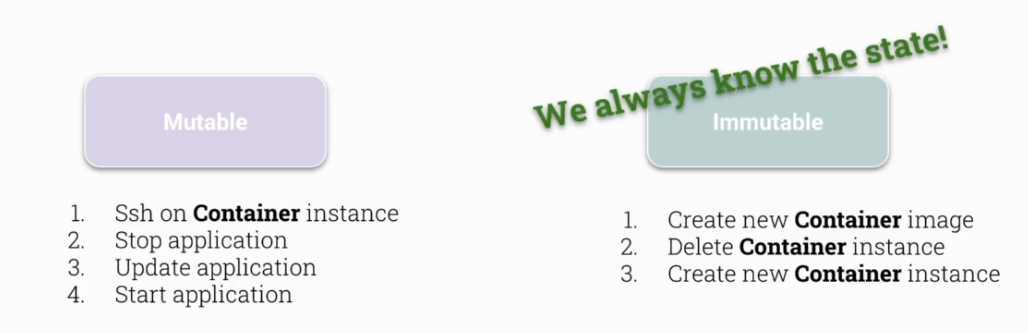 Mutable
1. Ssh on Container instance
2. Stop application
3. Update application
4. Start application
We always know the state!
Immutable
1. Create new Container image
2. Delete Container instance
3. Create new Container instance